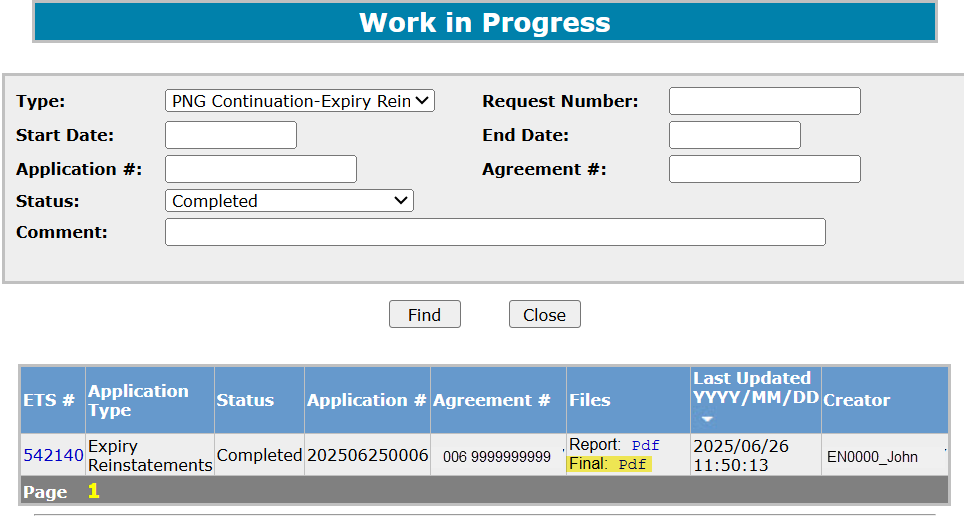 Work in Progress
Type: PNG Continuation-Expiry Rein Request Number:
Start Date: End Date:
Application #: Agreement #:
Status: Completed
Comment:
Find Close
ETS # Application Type Status Application # Agreement # Files Last Updated YYYY/MM/DD Creator
542140 Expiry Reinstatements Completed 202506250006 006 9999999999 Report: Pdf Final: Pdf 2025/06/26 11:50:13 EN0000_John
Page 1